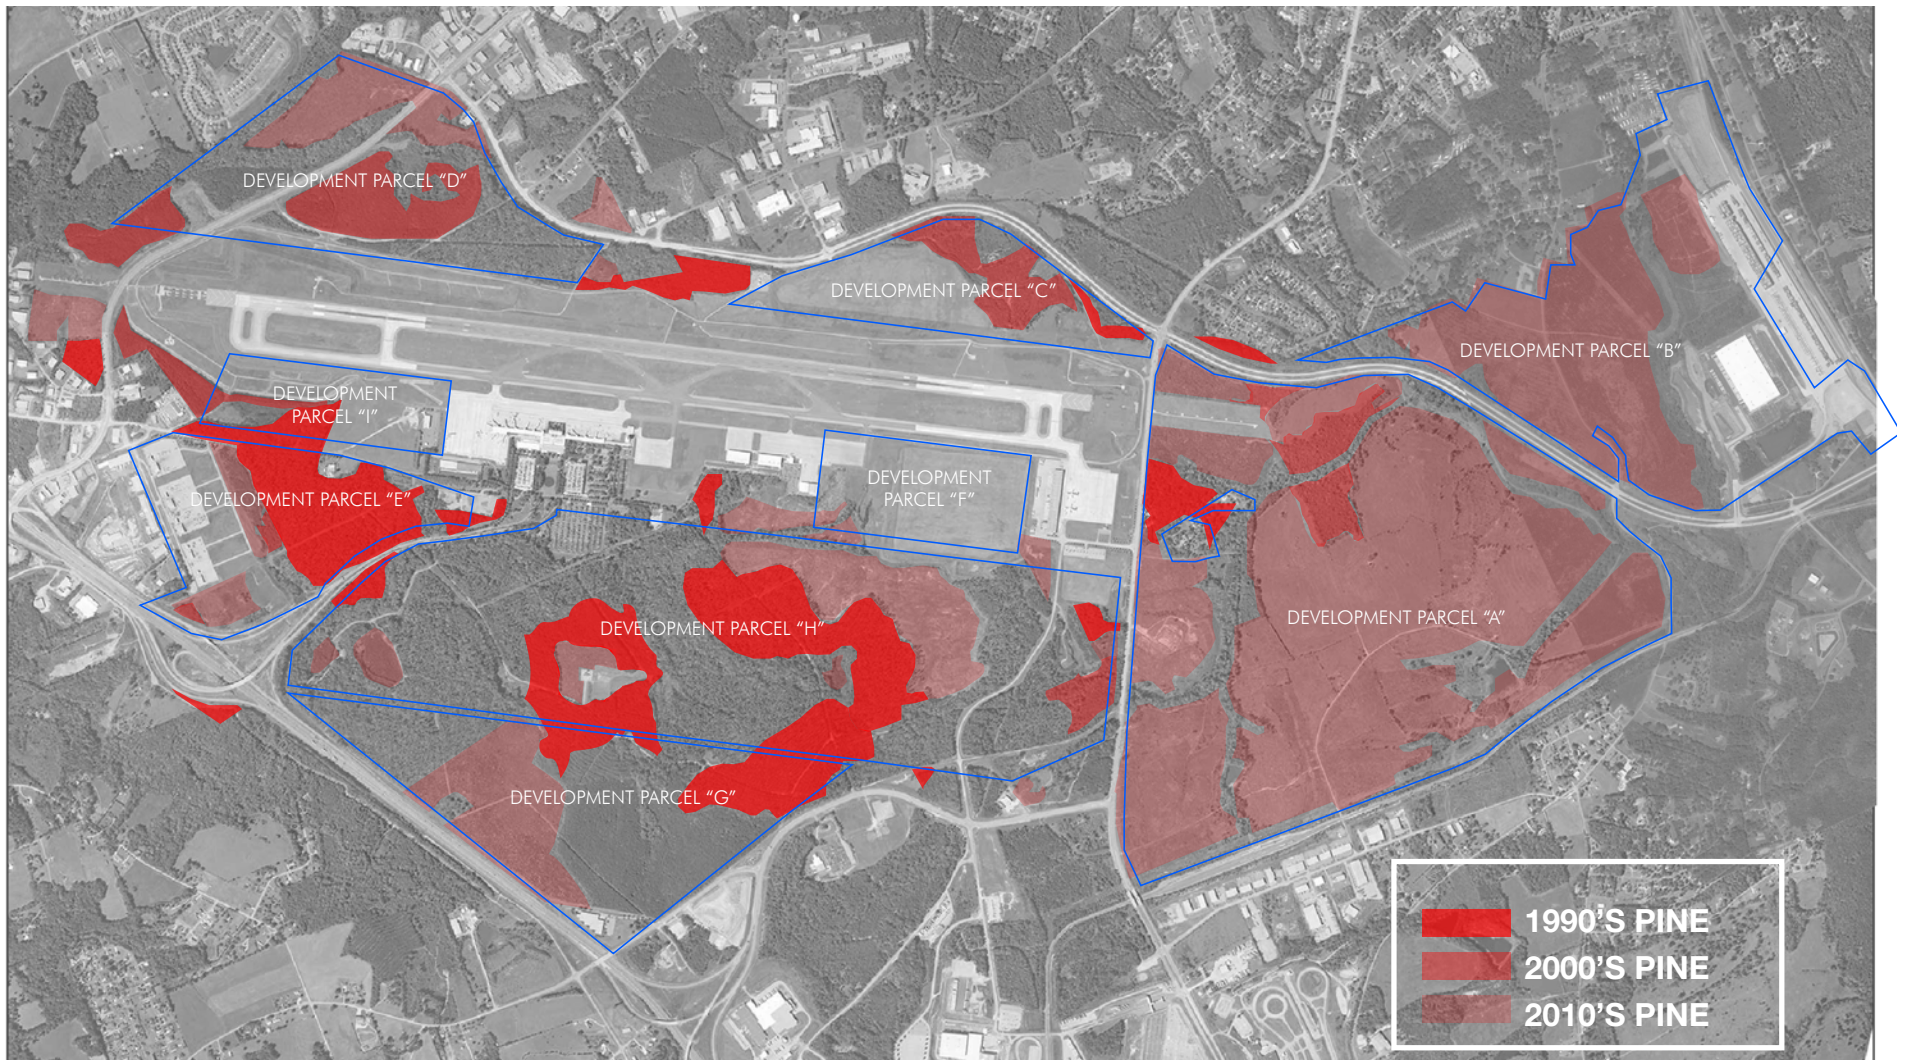 DEVELOPMENT PARCEL “D”
DEVELOPMENT PARCEL “C”
DEVELOPMENT PARCEL “B”
DEVELOPMENT
PARCEL “I”
DEVELOPMENT PARCEL “E”
DEVELOPMENT
PARCEL “F”
DEVELOPMENT PARCEL “H”
DEVELOPMENT PARCEL “A”
DEVELOPMENT PARCEL “G”
1990’S PINE
2000’S PINE
2010’S PINE